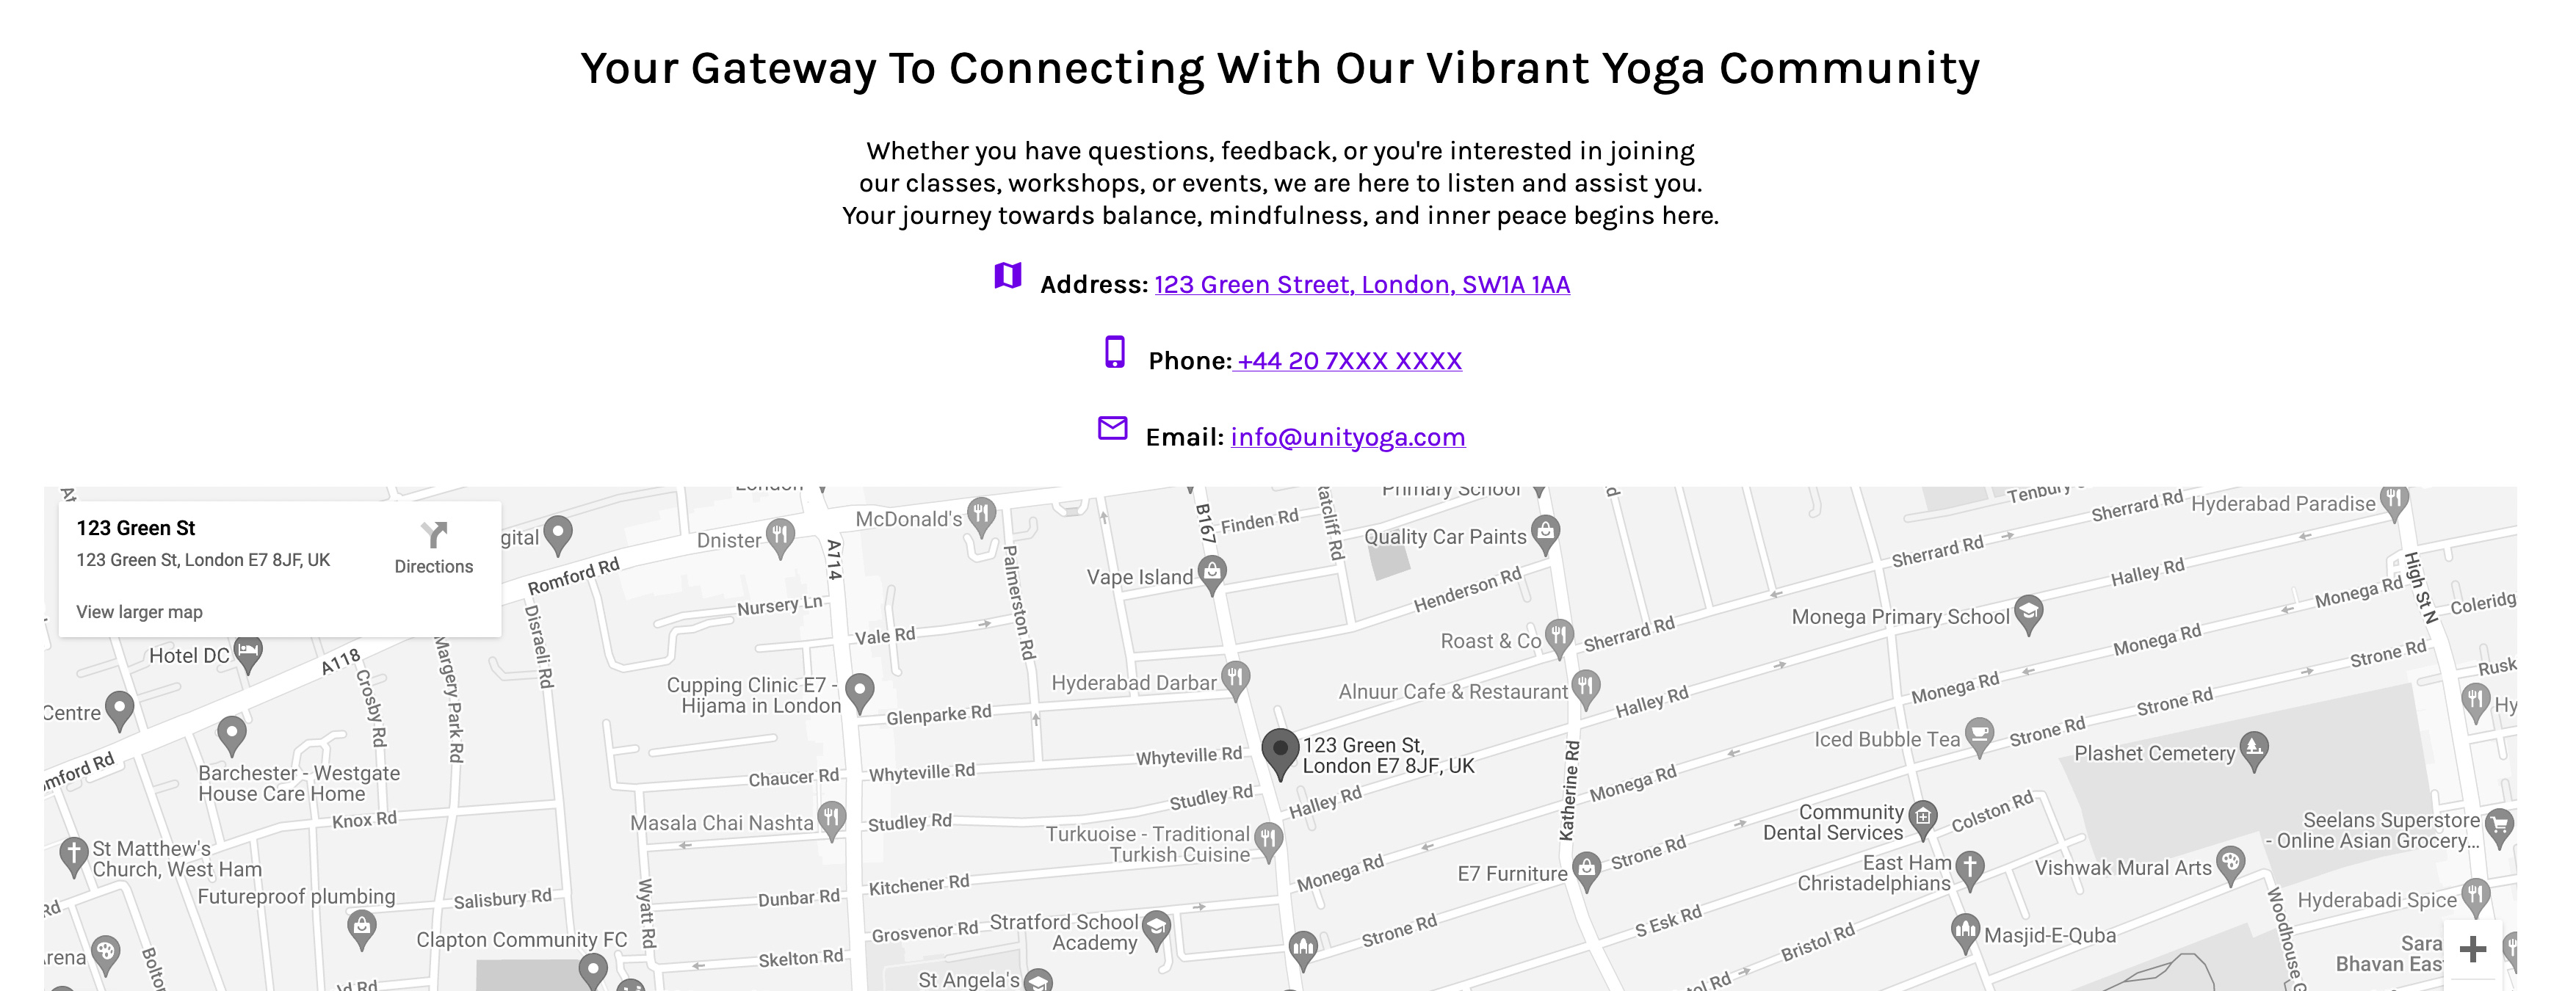 Your Gateway To Connecting With Our Vibrant Yoga Community
Whether you have questions, feedback, or you're interested in joining
our classes, workshops, or events, we are here to listen and assist you.
Your journey towards balance, mindfulness, and inner peace begins here.
Address: 123 Green Street, London, SW1A 1AA
Phone: +44 20 7XXX XXXX
Email: info@unityoga.com
123 Green St
123 Green St, London E7 8JF, UK
Directions
View larger map
London
gital
Dnister
McDonald's
A114
B167
Finden Rd
Primary School
Quality Car Paints
Sherrard Rd
Hyderabad Paradise
Romford Rd
Nursery Ln
Palmerston Rd
Vape Island
Henderson Rd
Sherrard Rd
Halley Rd
High St N
Disraeli Rd
Vale Rd
Roast & Co
Sherrard Rd
Monega Primary School
Monega Rd
Monega Rd
Strone Rd
Hotel DC
A118
Crosby Rd
Margery Park Rd
Cupping Clinic E7 -
Hijama in London
Glenparke Rd
Hyderabad Darbar
Alnuur Cafe & Restaurant
Halley Rd
Monega Rd
Strone Rd
Strone Rd
Centre
Barchester - Westgate
House Care Home
Chaucer Rd
Whyteville Rd
Whyteville Rd
123 Green St,
London E7 8JF, UK
Katherine Rd
Iced Bubble Tea
Plashet Cemetery
Knox Rd
Masala Chai Nashta
Studley Rd
Studley Rd
Halley Rd
Monega Rd
Community
Dental Services
Colston Rd
Seelans Superstore
- Online Asian Grocery...
St Matthew's
Church, West Ham
Turkuoise - Traditional
Turkish Cuisine
Monega Rd
E7 Furniture
Strone Rd
East Ham
Christadelphians
Vishwak Mural Arts
Futureproof plumbing
Salisbury Rd
Wyatt Rd
Dunbar Rd
Kitchener Rd
Hyderabadi Spice
Woodhouse G
Clapton Community FC
Grosvenor Rd
Stratford School
Academy
Strone Rd
S Esk Rd
Bristol Rd
Masjid-E-Quba
Skelton Rd
St Angela's
Sara
Bhavan Eas